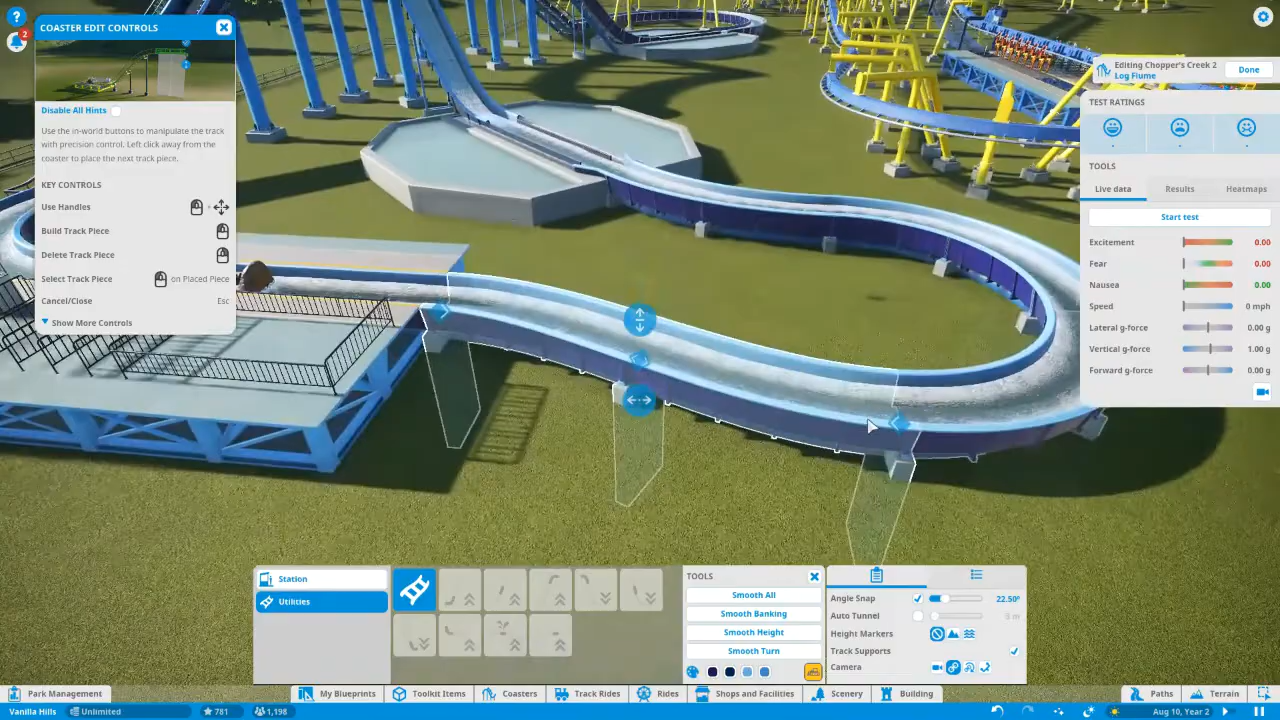 ?
2
COASTER EDIT CONTROLS
Disable All Hints
Use the in-world buttons to manipulate the track
with precision control. Left click away from the
coaster to place the next track piece.
KEY CONTROLS
Use Handles
Build Track Piece
Delete Track Piece
Select Track Piece on Placed Piece
Cancel/Close Esc
Show More Controls
Editing Chopper's Creek 2
Log Flume
Done
TEST RATINGS
- - -
TOOLS
Live data Results Heatmaps
Start test
Excitement 0.00
Fear 0.00
Nausea 0.00
Speed 0 mph
Lateral g-force 0.00 g
Vertical g-force 1.00 g
Forward g-force 0.00 g
Station
Utilities
TOOLS
Smooth All
Smooth Banking
Smooth Height
Smooth Turn
Angle Snap 22.50°
Auto Tunnel 0 m
Height Markers
Track Supports
Camera
Park Management My Blueprints Toolkit Items Coasters Track Rides Rides Shops and Facilities Scenery Building Paths Terrain
Vanilla Hills Unlimited 781 1,198 Aug 10, Year 2